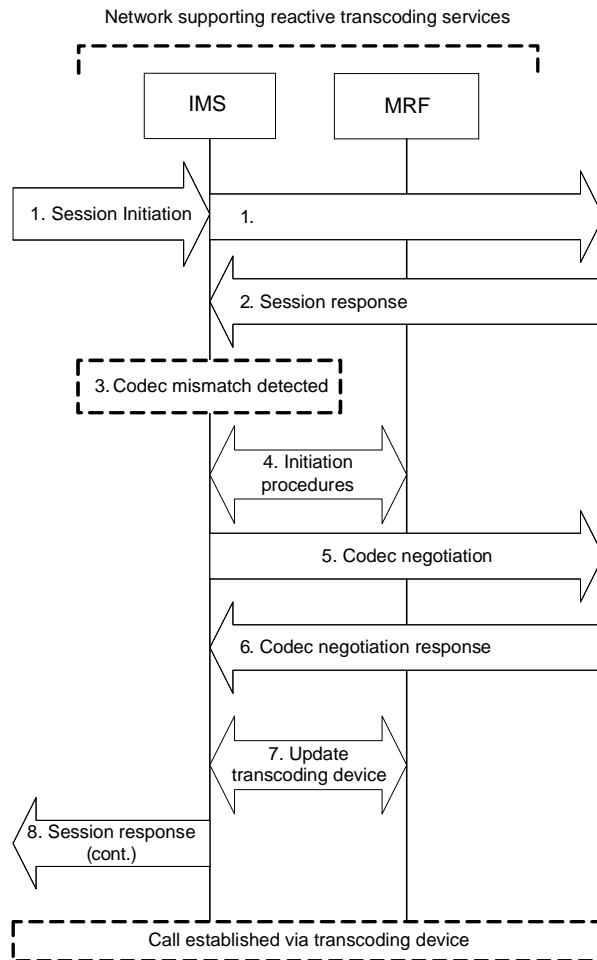 Network supporting reactive transcoding services
IMS
MRF
1. Session Initiation
1.
2. Session response
3. Codec mismatch detected
4. Initiation
procedures
5. Codec negotiation
6. Codec negotiation response
7. Update
transcoding device
8. Session response
(cont.)
Call established via transcoding device